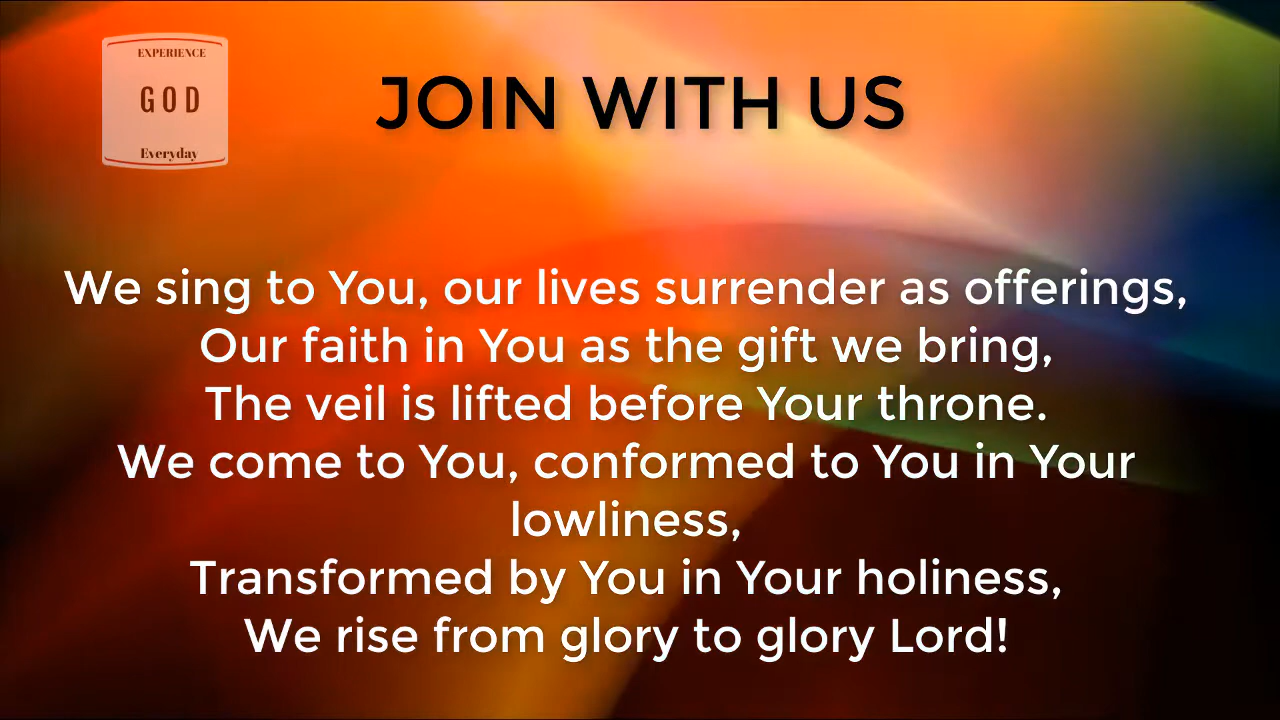 EXPERIENCE
GOD
Everyday
JOIN WITH US
We sing to You, our lives surrender as offerings,
Our faith in You as the gift we bring,
The veil is lifted before Your throne.
We come to You, conformed to You in Your
lowliness,
Transformed by You in Your holiness,
We rise from glory to glory Lord!